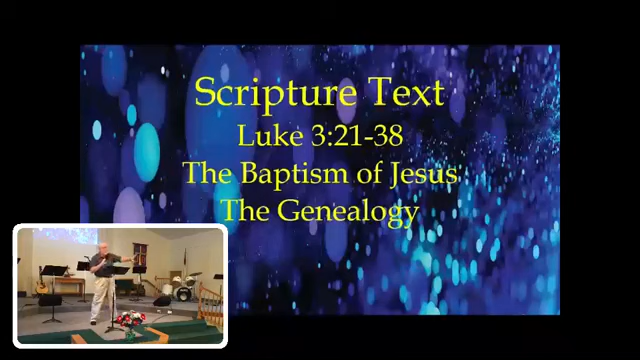 Scripture Text
Luke 3:21-38
The Baptism of Jesus
The Genealogy